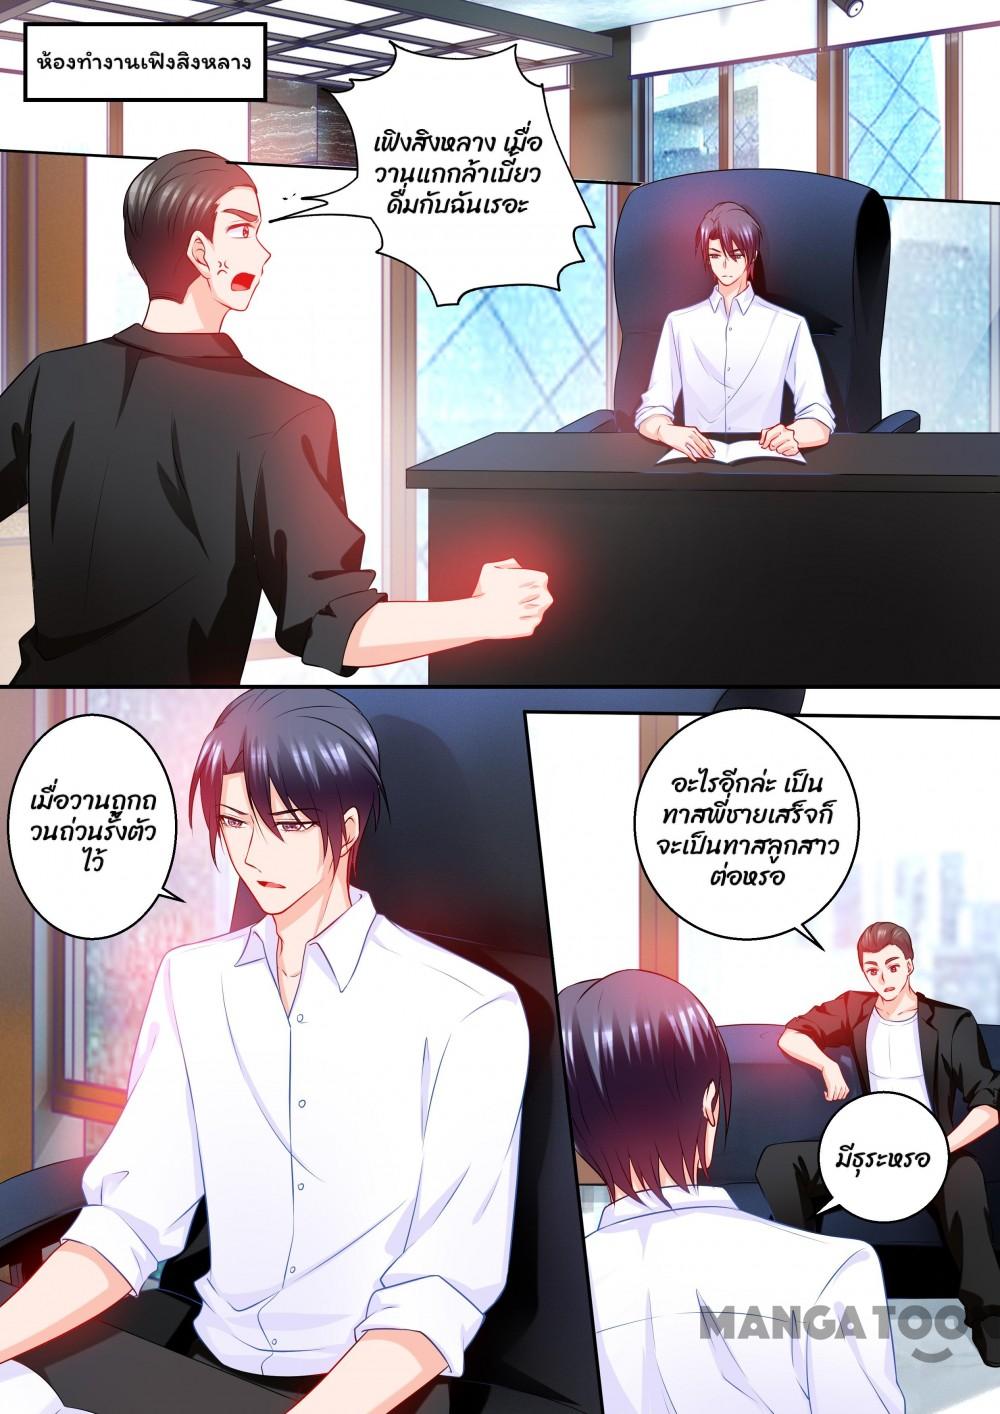 ห้องทำงานเฟิงสิงหลาง
เฟิงสิงหลาง เมื่อ
วานแกกล้าเบี้ยว
ดื่มกับฉันเรอะ
เมื่อวานถูกถ
วนถ่วนรั้งตัว
ไว้
อะไรอีกล่ะ เป็น
ทาสพี่ชายเสร็จก็
จะเป็นทาสลูกสาว
ต่อหรอ
มีธุระหรอ
MANGATOON